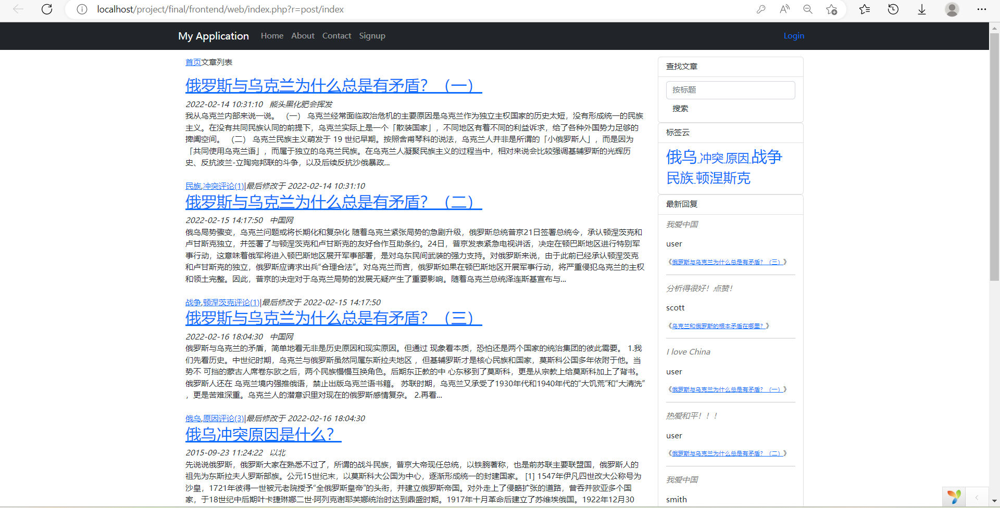 localhost/project/final/frontend/web/index.php?r=post/index
My Application Home About Contact Signup Login
首页文章列表
俄罗斯与乌克兰为什么总是有矛盾？（一）
2022-02-14 10:31:10 熊头黑化肥会挥发
我从乌克兰内部来说一说。 （一） 乌克兰经常面临政治危机的主要原因是乌克兰作为独立主权国家的历史太短，没有形成统一的民族
主义。在没有共同民族认同的前提下，乌克兰实际上是一个「散装国家」，不同地区有着不同的利益诉求，给了各种外国势力足够的
捭阖空间。 （二） 乌克兰民族主义萌发于 19 世纪早期。按照舍甫琴科的说法，乌克兰人并非是所谓的「小俄罗斯人」，而是因为
「共同使用乌克兰语」，而属于独立的乌克兰民族。在乌克兰人凝聚民族主义的过程当中，相对来说会比较强调基辅罗斯的光辉历
史、反抗波兰-立陶宛邦联的斗争，以及后续反抗沙俄暴政...
民族,冲突评论(1)|最后修改于 2022-02-14 10:31:10
俄罗斯与乌克兰为什么总是有矛盾？（二）
2022-02-15 14:17:50 中国网
俄乌局势骤变，乌克兰问题或将长期化和复杂化 随着乌克兰紧张局势的急剧升级，俄罗斯总统普京21日签署总统令，承认顿涅茨克和
卢甘斯克独立，并签署了与顿涅茨克和卢甘斯克的友好合作互助条约。24日，普京发表紧急电视讲话，决定在顿巴斯地区进行特别军
事行动，这意味着俄军将进入顿巴斯地区展开军事部署，是对乌东民间武装的强力支持。对俄罗斯来说，由于此前已经承认顿涅茨克
和卢甘斯克的独立，俄罗斯应请求出兵“合理合法”。对乌克兰而言，俄罗斯如果在顿巴斯地区开展军事行动，将严重侵犯乌克兰的主权
和领土完整。因此，普京的决定对于乌克兰局势的发展无疑产生了重要影响。随着乌克兰总统泽连斯基宣布与...
战争,顿涅茨克评论(1)|最后修改于 2022-02-15 14:17:50
俄罗斯与乌克兰为什么总是有矛盾？（三）
2022-02-16 18:04:30 中国网
俄罗斯与乌克兰的矛盾，简单地看无非是历史原因和现实原因。但通过 现象看本质，恐怕还是两个国家的统治集团的彼此需要。 1.我
们先看历史。中世纪时期，乌克兰与俄罗斯虽然同属东斯拉夫地区 ，但基辅罗斯才是核心民族和国家，莫斯科公国多年依附于他。当
势不 可挡的蒙古人席卷东欧之后，两个民族慢慢互换角色。后期东正教的中 心东移到了莫斯科，更是从宗教上给莫斯科加上了背书。
俄罗斯人还在 乌克兰境内强推俄语，禁止出版乌克兰语书籍。 苏联时期，乌克兰又承受了1930年代和1940年代的“大饥荒”和“大清洗”
，更是苦难深重。乌克兰人的潜意识里对现在的俄罗斯感情复杂。 2.再看...
俄乌,原因评论(3)|最后修改于 2022-02-16 18:04:30
俄乌冲突原因是什么？
2015-09-23 11:24:22 以北
先说说俄罗斯，俄罗斯大家在熟悉不过了，所谓的战斗民族，普京大帝现任总统，以铁腕著称，也是前苏联主要联盟国，俄罗斯人的
祖先为东斯拉夫人罗斯部族。公元15世纪末，以莫斯科大公国为中心，逐渐形成统一的封建国家。 [1] 1547年伊凡四世改大公称号为
沙皇，1721年彼得一世被元老院授予“全俄罗斯皇帝”的头衔，并建立俄罗斯帝国。对外走上了侵略扩张的道路，曾吞并欧亚多个国
家，于18世纪中后期叶卡捷琳娜二世·阿列克谢耶芙娜统治时达到鼎盛时期。1917年十月革命后建立了苏维埃俄国。1922年12月30
查找文章
按标题
搜索
标签云
俄乌 冲突 原因 战争
民族 顿涅斯克
最新回复
我爱中国
user
《俄罗斯与乌克兰为什么总是有矛盾？（三）》
分析得很好！点赞！
scott
《乌克兰和俄罗斯的根本矛盾在哪里？》
I love China
user
《俄罗斯与乌克兰为什么总是有矛盾？（一）》
热爱和平！！！
user
《俄罗斯与乌克兰为什么总是有矛盾？（二）》
我爱中国
smith